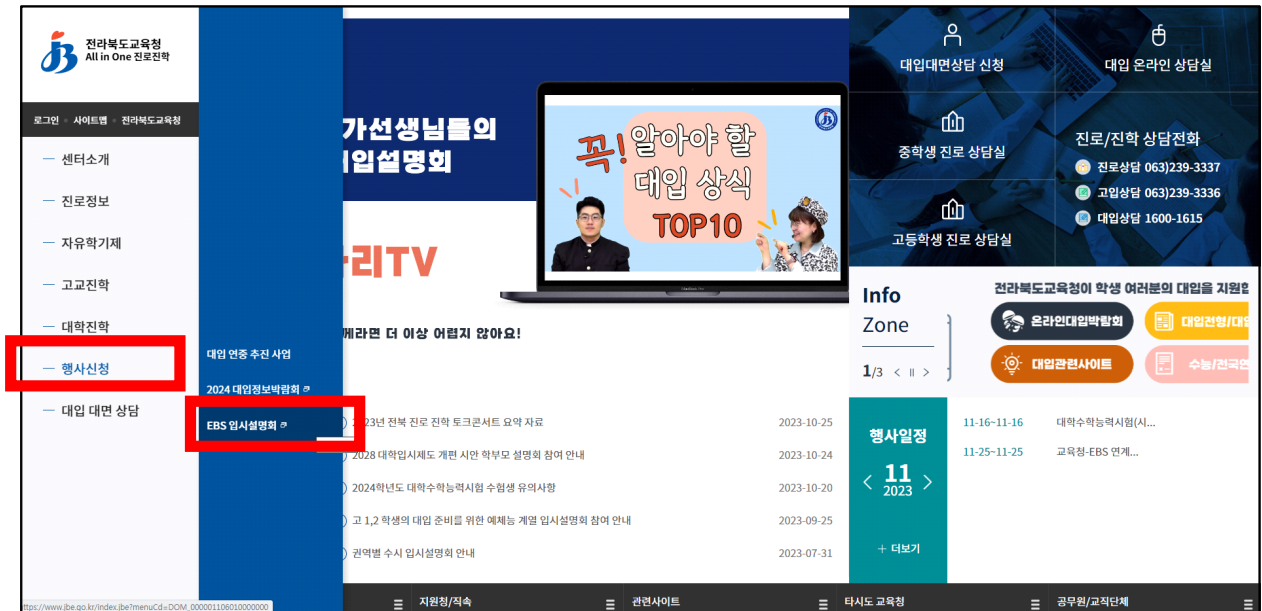 전라북도교육청
All in One 진로진학
로그인 사이트맵 전라북도교육청
센터소개
진로정보
자유학기제
고교진학
대학진학
행사신청
대입 대면 상담
대입 연중 추진 사업
2024 대입정보박람회
EBS 입시설명회
가선생님들의
입설명회
꼭! 알아야 할
대입 상식
TOP10
리TV
께라면 더 이상 어렵지 않아요!
2023년 전북 진로 진학 토크콘서트 요약 자료 2023-10-25
2028 대학입시제도 개편 시안 학부모 설명회 참여 안내 2023-10-24
2024학년도 대학수학능력시험 수험생 유의사항 2023-10-20
고 1,2 학생의 대입 준비를 위한 예체능 계열 입시설명회 참여 안내 2023-09-25
권역별 수시 입시설명회 안내 2023-07-31
대입대면상담 신청
대입 온라인 상담실
중학생 진로 상담실
고등학생 진로 상담실
진로/진학 상담전화
진로상담 063)239-3337
고입상담 063)239-3336
대입상담 1600-1615
Info
Zone
1/3 < II >
전라북도교육청이 학생 여러분의 대입을 지원합
온라인대입박람회
대입전형/대
대입관련사이트
수능/전국연
행사일정
< 11 >
2023
+ 더보기
11-16~11-16 대학수학능력시험(시...
11-25~11-25 교육청-EBS 연계...
https://www.jbe.go.kr/index.jbe?menuCd=DOM_000001106010000000
지원청/직속
관련사이트
타시도 교육청
공무원/교직단체